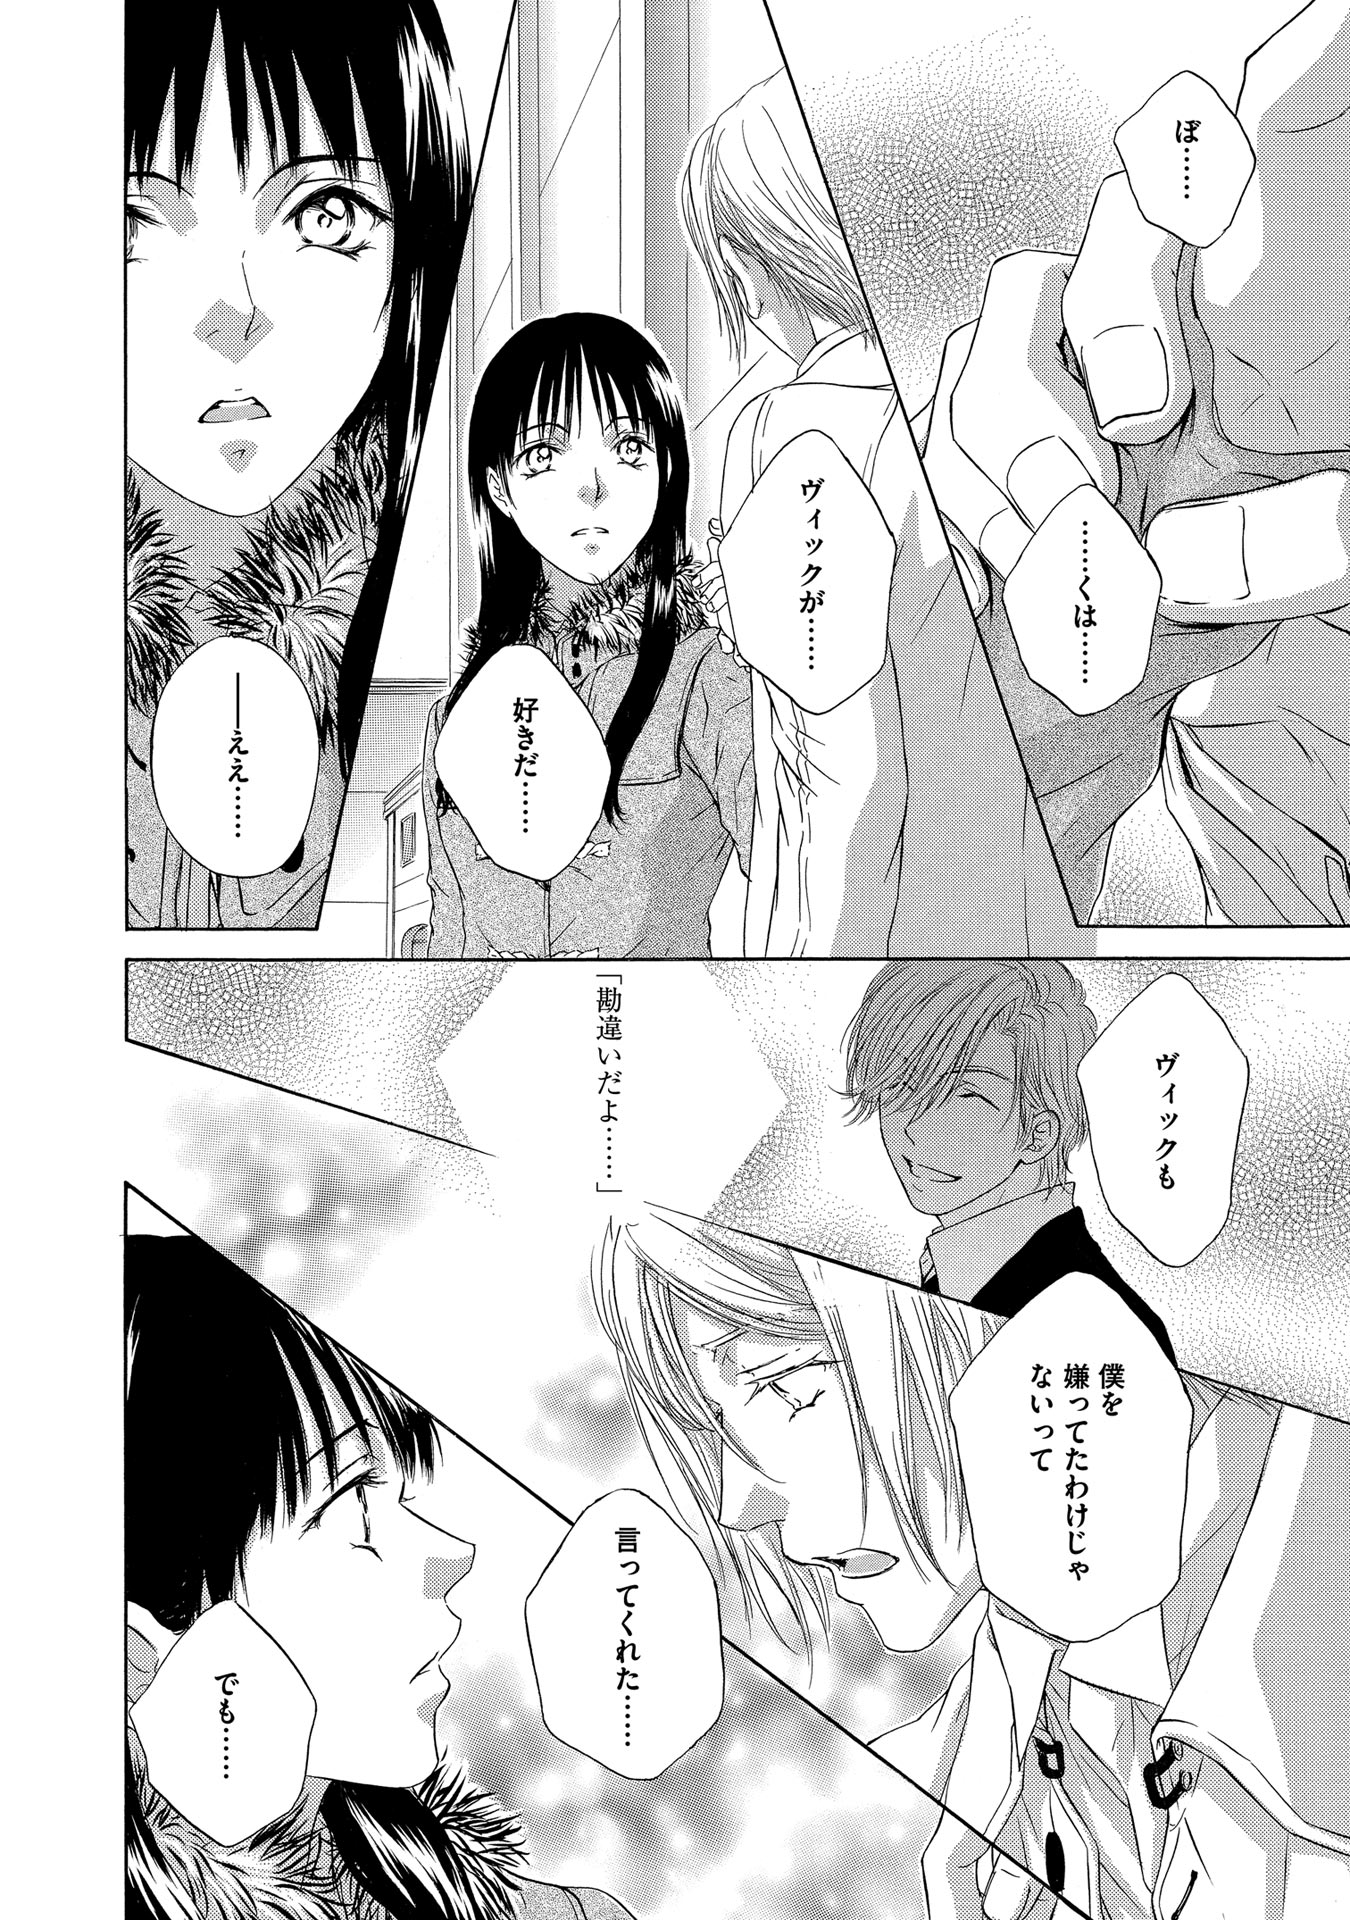 ぼ……
……くは……
ヴィックが……
好きだ……
――ええ……
ヴィックも
「勘違いだよ……」
僕を
嫌ってたわけじゃ
ないって
言ってくれた……
でも……